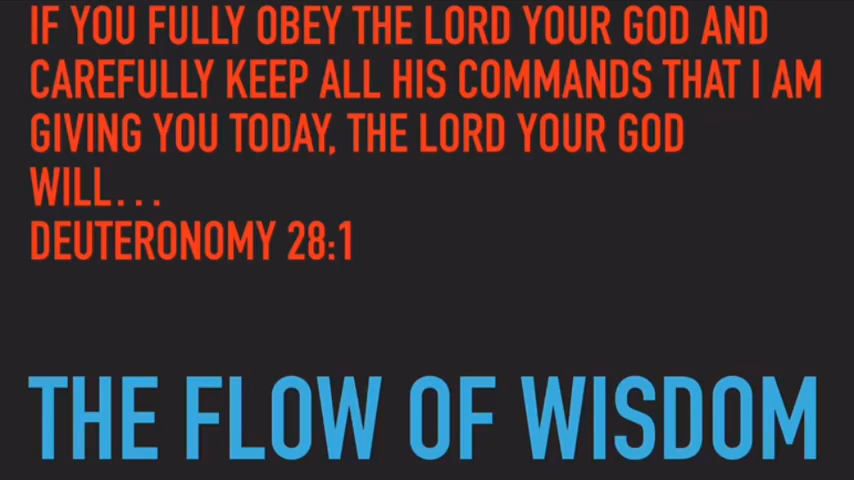 IF YOU FULLY OBEY THE LORD YOUR GOD AND
CAREFULLY KEEP ALL HIS COMMANDS THAT I AM
GIVING YOU TODAY, THE LORD YOUR GOD
WILL...
DEUTERONOMY 28:1
THE FLOW OF WISDOM